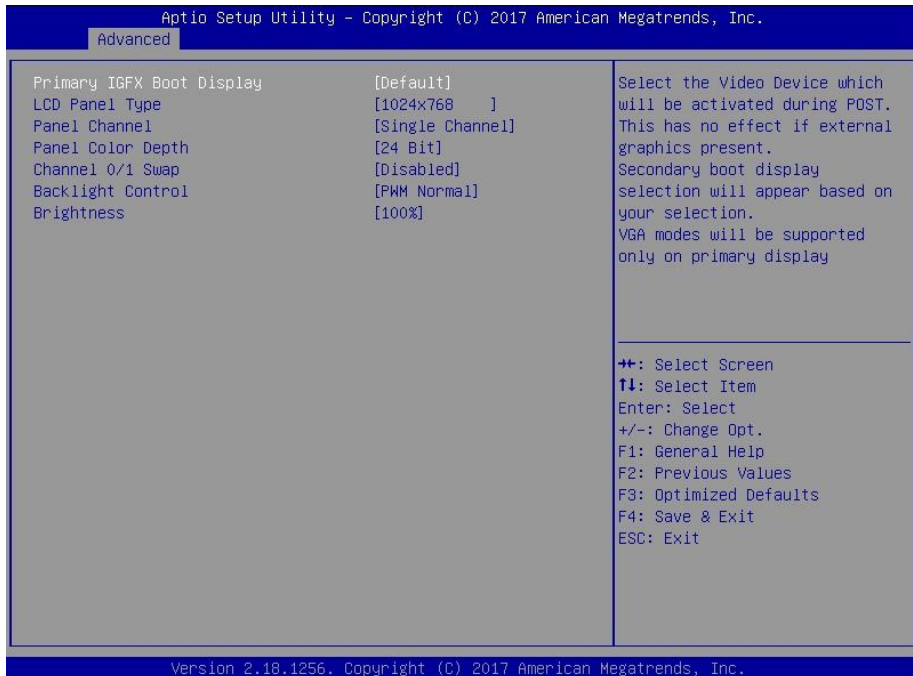 Aptio Setup Utility – Copyright (C) 2017 American Megatrends, Inc.
Advanced
Primary IGFX Boot Display [Default]
LCD Panel Type [1024x768 ]
Panel Channel [Single Channel]
Panel Color Depth [24 Bit]
Channel 0/1 Swap [Disabled]
Backlight Control [PWM Normal]
Brightness [100%]
Select the Video Device which
will be activated during POST.
This has no effect if external
graphics present.
Secondary boot display
selection will appear based on
your selection.
VGA modes will be supported
only on primary display
→←: Select Screen
↑↓: Select Item
Enter: Select
+/-: Change Opt.
F1: General Help
F2: Previous Values
F3: Optimized Defaults
F4: Save & Exit
ESC: Exit
Version 2.18.1256. Copyright (C) 2017 American Megatrends, Inc.